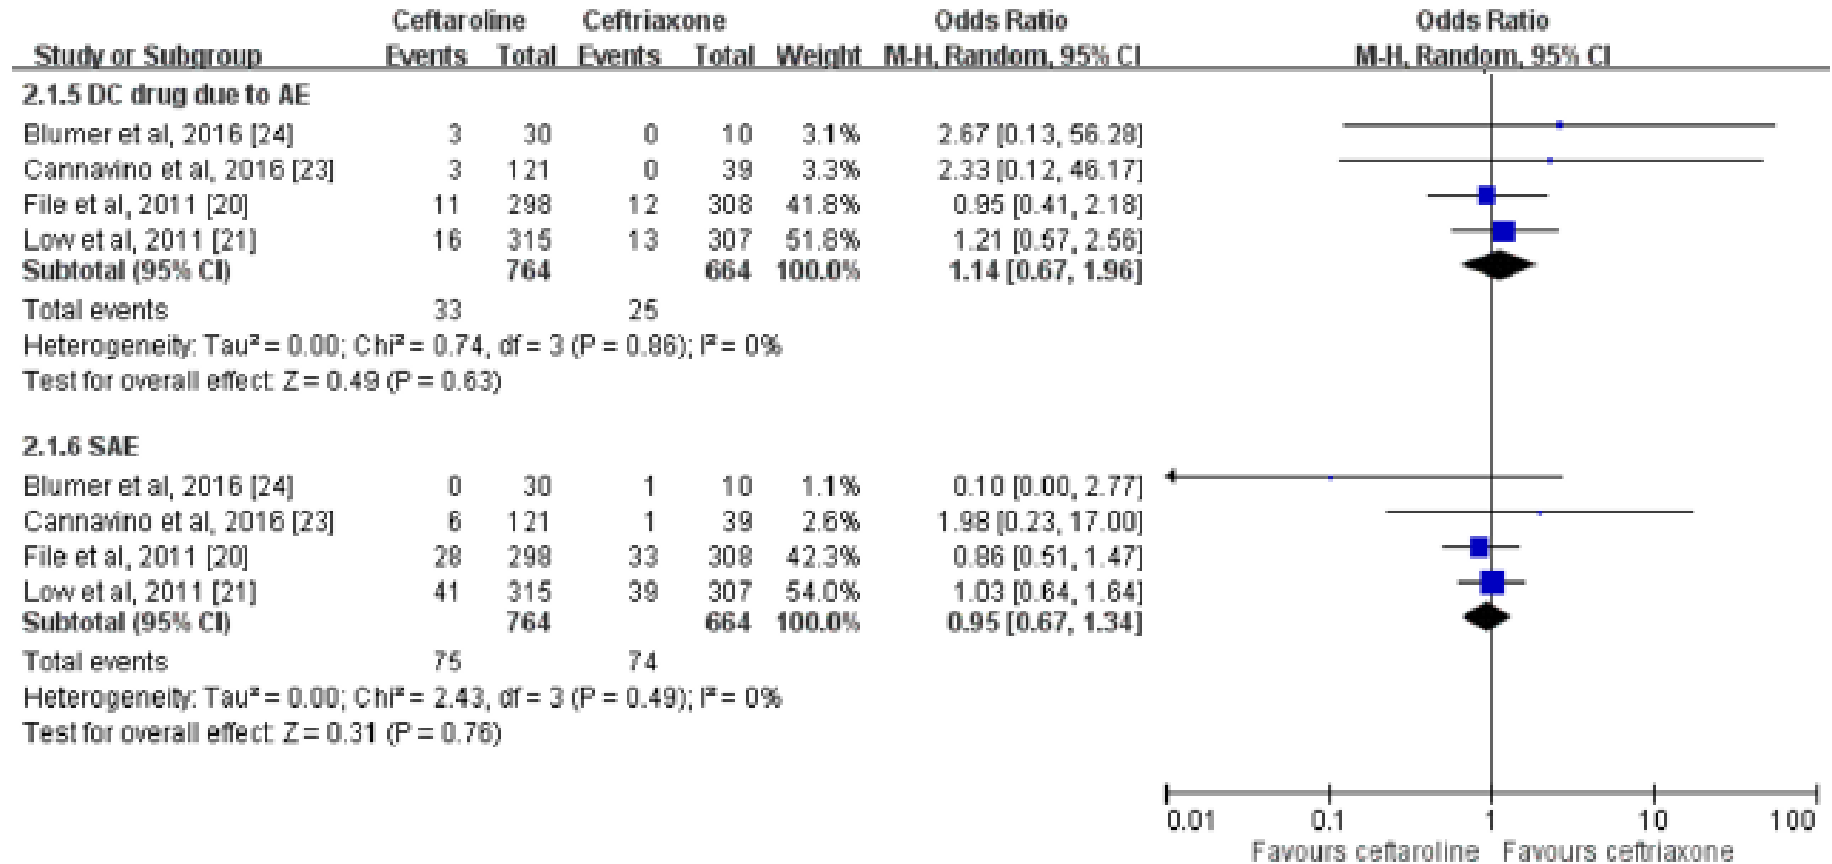 Ceftaroline Ceftriaxone Odds Ratio Odds Ratio
Study or Subgroup Events Total Events Total Weight M-H, Random, 95% CI M-H, Random, 95% CI
2.1.5 DC drug due to AE
Blumer et al, 2016 [24] 3 30 0 10 3.1% 2.67 [0.13, 56.28]
Cannavino et al, 2016 [23] 3 121 0 39 3.3% 2.33 [0.12, 46.17]
File et al, 2011 [20] 11 298 12 308 41.8% 0.95 [0.41, 2.18]
Low et al, 2011 [21] 16 315 13 307 51.8% 1.21 [0.57, 2.56]
Subtotal (95% CI) 764 664 100.0% 1.14 [0.67, 1.96]
Total events 33 25
Heterogeneity: Tau² = 0.00; Chi² = 0.74, df = 3 (P = 0.86); I² = 0%
Test for overall effect: Z = 0.49 (P = 0.63)
2.1.6 SAE
Blumer et al, 2016 [24] 0 30 1 10 1.1% 0.10 [0.00, 2.77]
Cannavino et al, 2016 [23] 6 121 1 39 2.6% 1.98 [0.23, 17.00]
File et al, 2011 [20] 28 298 33 308 42.3% 0.86 [0.51, 1.47]
Low et al, 2011 [21] 41 315 39 307 54.0% 1.03 [0.64, 1.64]
Subtotal (95% CI) 764 664 100.0% 0.95 [0.67, 1.34]
Total events 75 74
Heterogeneity: Tau² = 0.00; Chi² = 2.43, df = 3 (P = 0.49); I² = 0%
Test for overall effect: Z = 0.31 (P = 0.76)
0.01 0.1 1 10 100
Favours ceftaroline Favours ceftriaxone